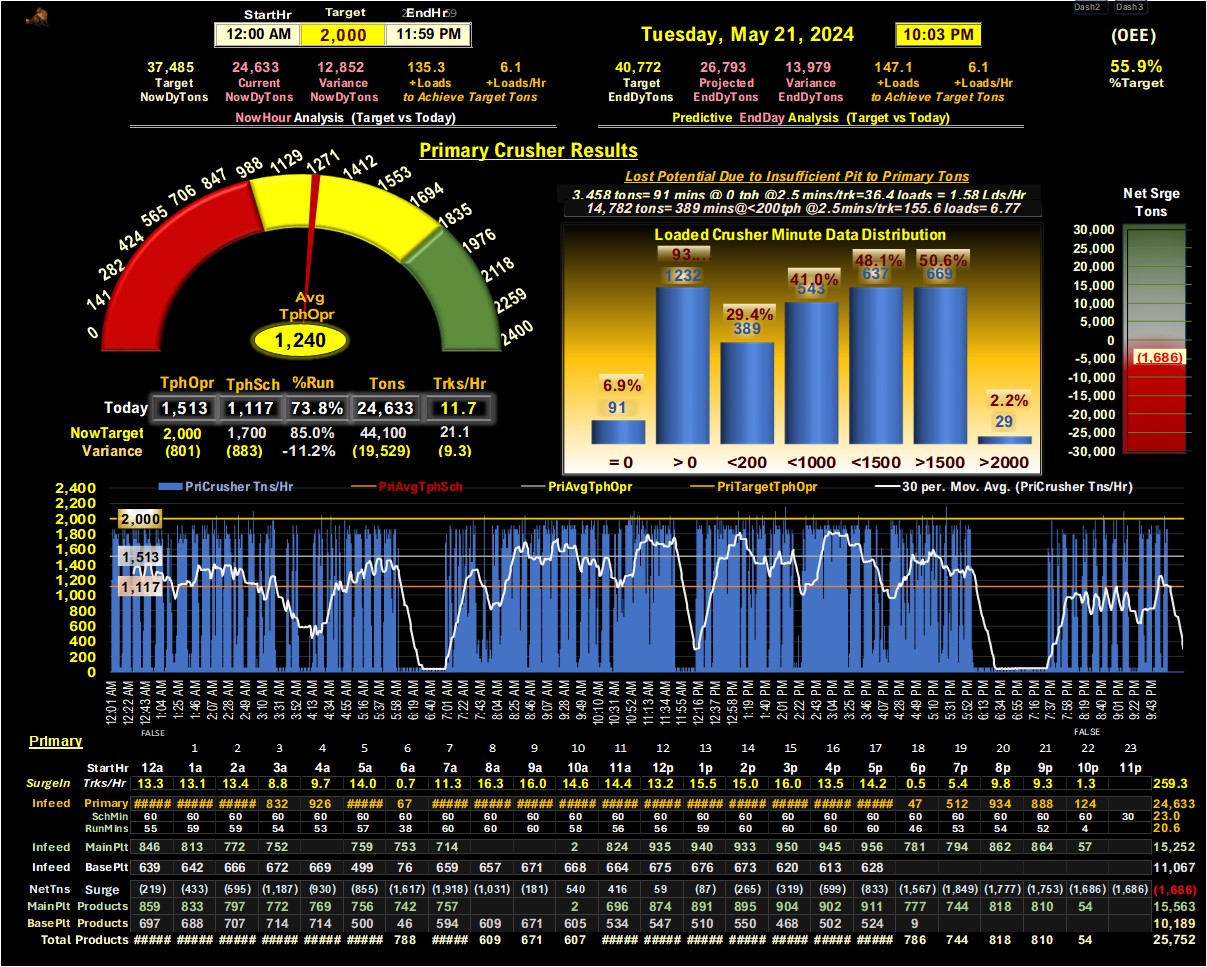 Dash2 Dash3
StartHr Target EndHr
12:00 AM 2,000 11:59 PM
Tuesday, May 21, 2024 10:03 PM (OEE)
37,485 24,633 12,852 135.3 6.1
Target Current Variance +Loads +Loads/Hr
NowDyTons NowDyTons NowDyTons to Achieve Target Tons
40,772 26,793 13,979 147.1 6.1 55.9%
Target Projected Variance +Loads +Loads/Hr %Target
EndDyTons EndDyTons EndDyTons to Achieve Target Tons
NowHour Analysis (Target vs Today)
Predictive EndDay Analysis (Target vs Today)
Primary Crusher Results
0 141 282 424 565 706 847 988 1129 1271 1412 1553 1694 1835 1976 2118 2259 2400
Avg
TphOpr
1,240
Lost Potential Due to Insufficient Pit to Primary Tons
3,458 tons= 91 mins @ 0 tph @2.5 mins/trk=36.4 loads = 1.58 Lds/Hr
14,782 tons= 389 mins@<200tph @2.5mins/trk=155.6 loads= 6.77
Loaded Crusher Minute Data Distribution
6.9% 93.... 29.4% 41.0% 48.1% 50.6% 2.2%
91 1232 389 543 637 669 29
= 0 > 0 <200 <1000 <1500 >1500 >2000
Net Srge
Tons
30,000
25,000
20,000
15,000
10,000
5,000
0
-5,000
(1,686)
-10,000
-15,000
-20,000
-25,000
-30,000
TphOpr TphSch %Run Tons Trks/Hr
Today 1,513 1,117 73.8% 24,633 11.7
NowTarget 2,000 1,700 85.0% 44,100 21.1
Variance (801) (883) -11.2% (19,529) (9.3)
PriCrusher Tns/Hr PriAvgTphSch PriAvgTphOpr PriTargetTphOpr 30 per. Mov. Avg. (PriCrusher Tns/Hr)
2,400
2,200
2,000
1,800
1,600
1,400
1,200
1,000
800
600
400
200
0
2,000
1,513
1,117
12:01 AM 12:22 AM 12:43 AM 1:04 AM 1:25 AM 1:46 AM 2:07 AM 2:28 AM 2:49 AM 3:10 AM 3:31 AM 3:52 AM 4:13 AM 4:34 AM 4:55 AM 5:16 AM 5:37 AM 5:58 AM 6:19 AM 6:40 AM 7:01 AM 7:22 AM 7:43 AM 8:04 AM 8:25 AM 8:46 AM 9:07 AM 9:28 AM 9:49 AM 10:10 AM 10:31 AM 10:52 AM 11:13 AM 11:34 AM 11:55 AM 12:16 PM 12:37 PM 12:58 PM 1:19 PM 1:40 PM 2:01 PM 2:22 PM 2:43 PM 3:04 PM 3:25 PM 3:46 PM 4:07 PM 4:28 PM 4:49 PM 5:10 PM 5:31 PM 5:52 PM 6:13 PM 6:34 PM 6:55 PM 7:16 PM 7:37 PM 7:58 PM 8:19 PM 8:40 PM 9:01 PM 9:22 PM 9:43 PM
FALSE FALSE
Primary
1 2 3 4 5 6 7 8 9 10 11 12 13 14 15 16 17 18 19 20 21 22 23
StartHr 12a 1a 2a 3a 4a 5a 6a 7a 8a 9a 10a 11a 12p 1p 2p 3p 4p 5p 6p 7p 8p 9p 10p 11p
SurgeIn Trks/Hr 13.3 13.1 13.4 8.8 9.7 14.0 0.7 11.3 16.3 16.0 14.6 14.4 13.2 15.5 15.0 16.0 13.5 14.2 0.5 5.4 9.8 9.3 1.3 259.3
Infeed Primary ##### ##### ##### 832 926 ##### 67 ##### ##### ##### ##### ##### ##### ##### ##### ##### ##### ##### 47 512 934 888 124 24,633
SchMin 60 60 60 60 60 60 60 60 60 60 60 60 60 60 60 60 60 60 60 60 60 60 60 30 23.0
RunMins 55 59 59 54 53 57 38 60 60 60 58 56 56 59 60 60 60 60 46 53 54 52 4 20.6
Infeed MainPlt 846 813 772 752 759 753 714 2 824 935 940 933 950 945 956 781 794 862 864 57 15,252
Infeed BasePlt 639 642 666 672 669 499 76 659 657 671 668 664 675 676 673 620 613 628 11,067
NetTns Surge (219) (433) (595) (1,187) (930) (855) (1,617) (1,918) (1,031) (181) 540 416 59 (87) (265) (319) (599) (833) (1,567) (1,849) (1,777) (1,753) (1,686) (1,686) (1,686)
MainPlt Products 859 833 797 772 769 756 742 757 2 696 874 891 895 904 902 911 777 744 818 810 54 15,563
BasePlt Products 697 688 707 714 714 500 46 594 609 671 605 534 547 510 550 468 502 524 9 10,189
Total Products ##### ##### ##### ##### ##### ##### 788 ##### 609 671 607 ##### ##### ##### ##### ##### ##### ##### 786 744 818 810 54 25,752